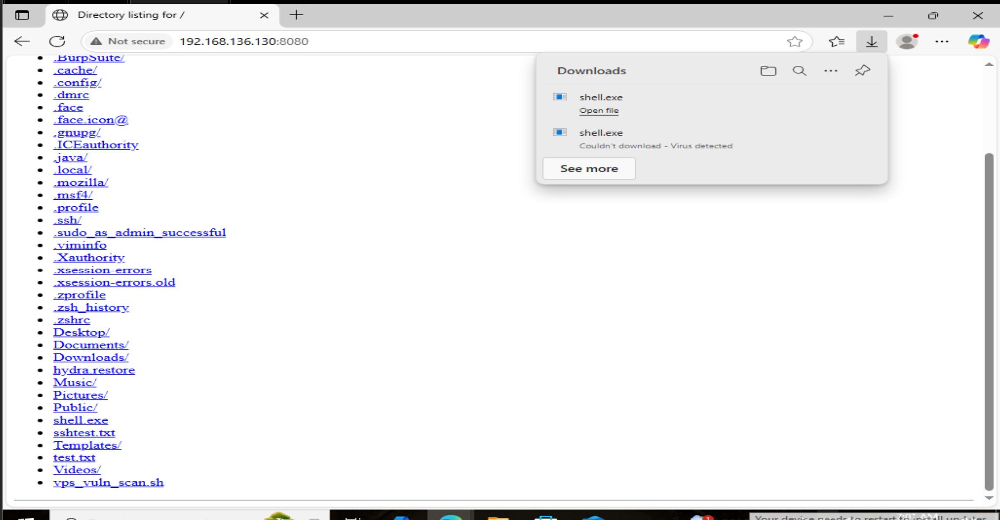 Directory listing for /
Not secure 192.168.136.130:8080
.BurpSuite/
.cache/
.config/
.dmrc
.face
.face.icon@
.gnupg/
.ICEauthority
.java/
.local/
.mozilla/
.msf4/
.profile
.ssh/
.sudo_as_admin_successful
.viminfo
.Xauthority
.xsession-errors
.xsession-errors.old
.zprofile
.zsh_history
.zshrc
Desktop/
Documents/
Downloads/
hydra.restore
Music/
Pictures/
Public/
shell.exe
sshtest.txt
Templates/
test.txt
Videos/
vps_vuln_scan.sh
Downloads
shell.exe
Open file
shell.exe
Couldn't download - Virus detected
See more
1
Your device needs to restart to install updates